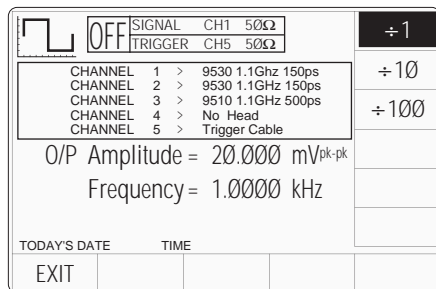 OFF SIGNAL CH1 50Ω
TRIGGER CH5 50Ω
÷1
÷10
÷100
CHANNEL 1 > 9530 1.1Ghz 150ps
CHANNEL 2 > 9530 1.1GHz 150ps
CHANNEL 3 > 9510 1.1GHz 500ps
CHANNEL 4 > No Head
CHANNEL 5 > Trigger Cable
O/P Amplitude = 20.000 mVpk-pk
Frequency = 1.0000 kHz
TODAY'S DATE TIME
EXIT